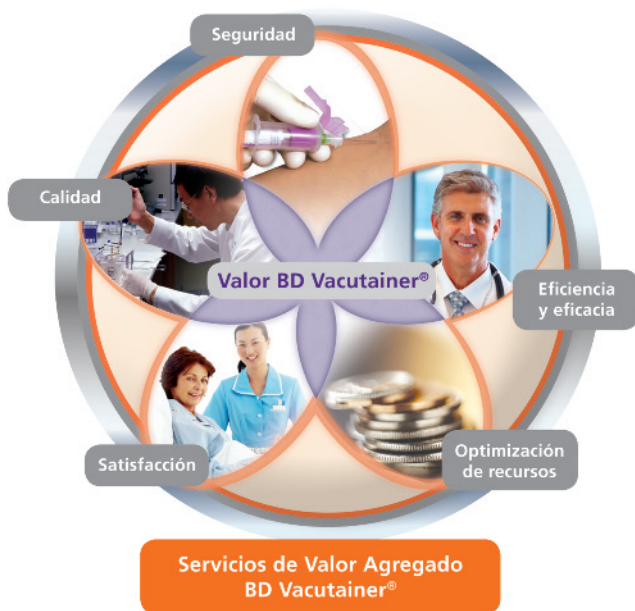 Seguridad
Calidad
Valor BD Vacutainer®
Eficiencia
y eficacia
Satisfacción
Optimización
de recursos
Servicios de Valor Agregado
BD Vacutainer®